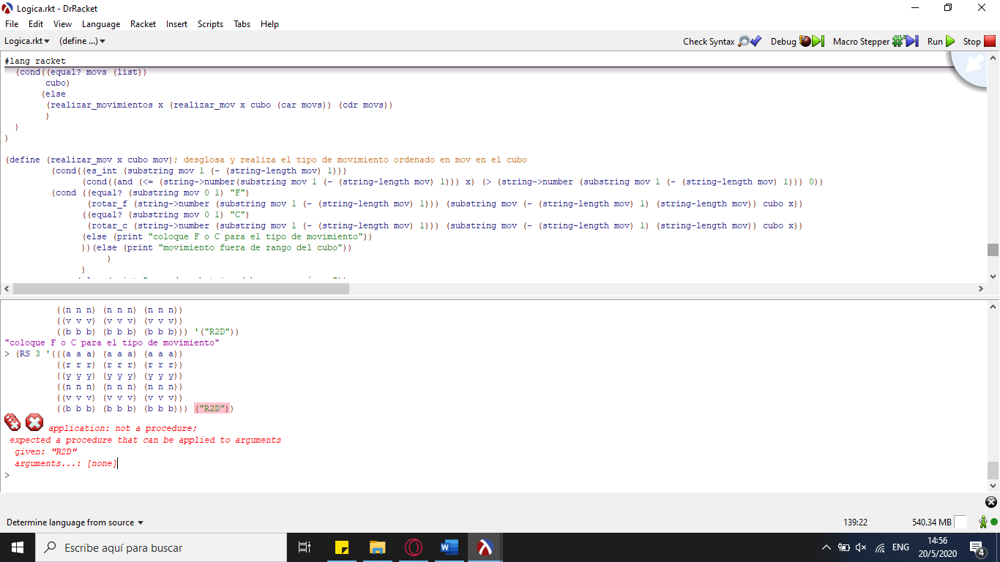 Logica.rkt - DrRacket
File Edit View Language Racket Insert Scripts Tabs Help
Logica.rkt (define ...) Check Syntax Debug Macro Stepper Run Stop
#lang racket
(cond((equal? movs (list))
cubo)
(else
(realizar_movimientos x (realizar_mov x cubo (car movs)) (cdr movs))
)
)
)
(define (realizar_mov x cubo mov); desglosa y realiza el tipo de movimiento ordenado en mov en el cubo
(cond((es_int (substring mov 1 (- (string-length mov) 1)))
(cond((and (<= (string->number(substring mov 1 (- (string-length mov) 1))) x) (> (string->number (substring mov 1 (- (string-length mov) 1))) 0))
(cond ((equal? (substring mov 0 1) "F")
(rotar_f (string->number (substring mov 1 (- (string-length mov) 1))) (substring mov (- (string-length mov) 1) (string-length mov)) cubo x))
((equal? (substring mov 0 1) "C")
(rotar_c (string->number (substring mov 1 (- (string-length mov) 1))) (substring mov (- (string-length mov) 1) (string-length mov)) cubo x))
(else (print "coloque F o C para el tipo de movimiento"))
))(else (print "movimiento fuera de rango del cubo"))
)
)
((n n n) (n n n) (n n n))
((v v v) (v v v) (v v v))
((b b b) (b b b) (b b b))) '("R2D"))
"coloque F o C para el tipo de movimiento"
> (RS 3 '(((a a a) (a a a) (a a a))
((r r r) (r r r) (r r r))
((y y y) (y y y) (y y y))
((n n n) (n n n) (n n n))
((v v v) (v v v) (v v v))
((b b b) (b b b) (b b b))) ("R2D"))
application: not a procedure;
expected a procedure that can be applied to arguments
given: "R2D"
arguments...: [none]
>
Determine language from source 139:22 540.34 MB
Escribe aquí para buscar
W
ENG
14:56
20/5/2020
4